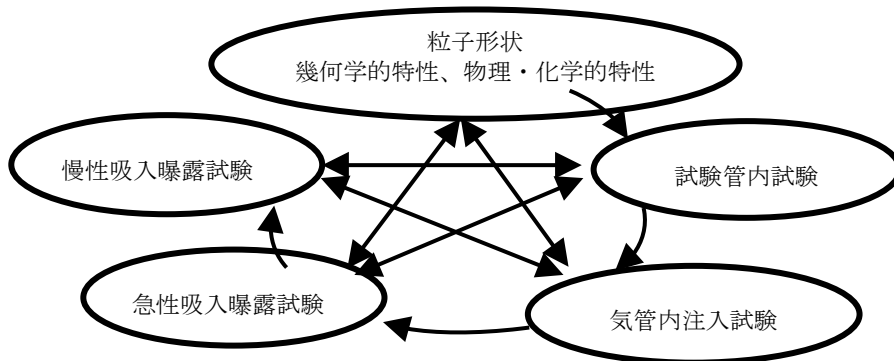 粒子形状
幾何学的特性、物理・化学的特性
慢性吸入曝露試験
試験管内試験
急性吸入曝露試験
気管内注入試験